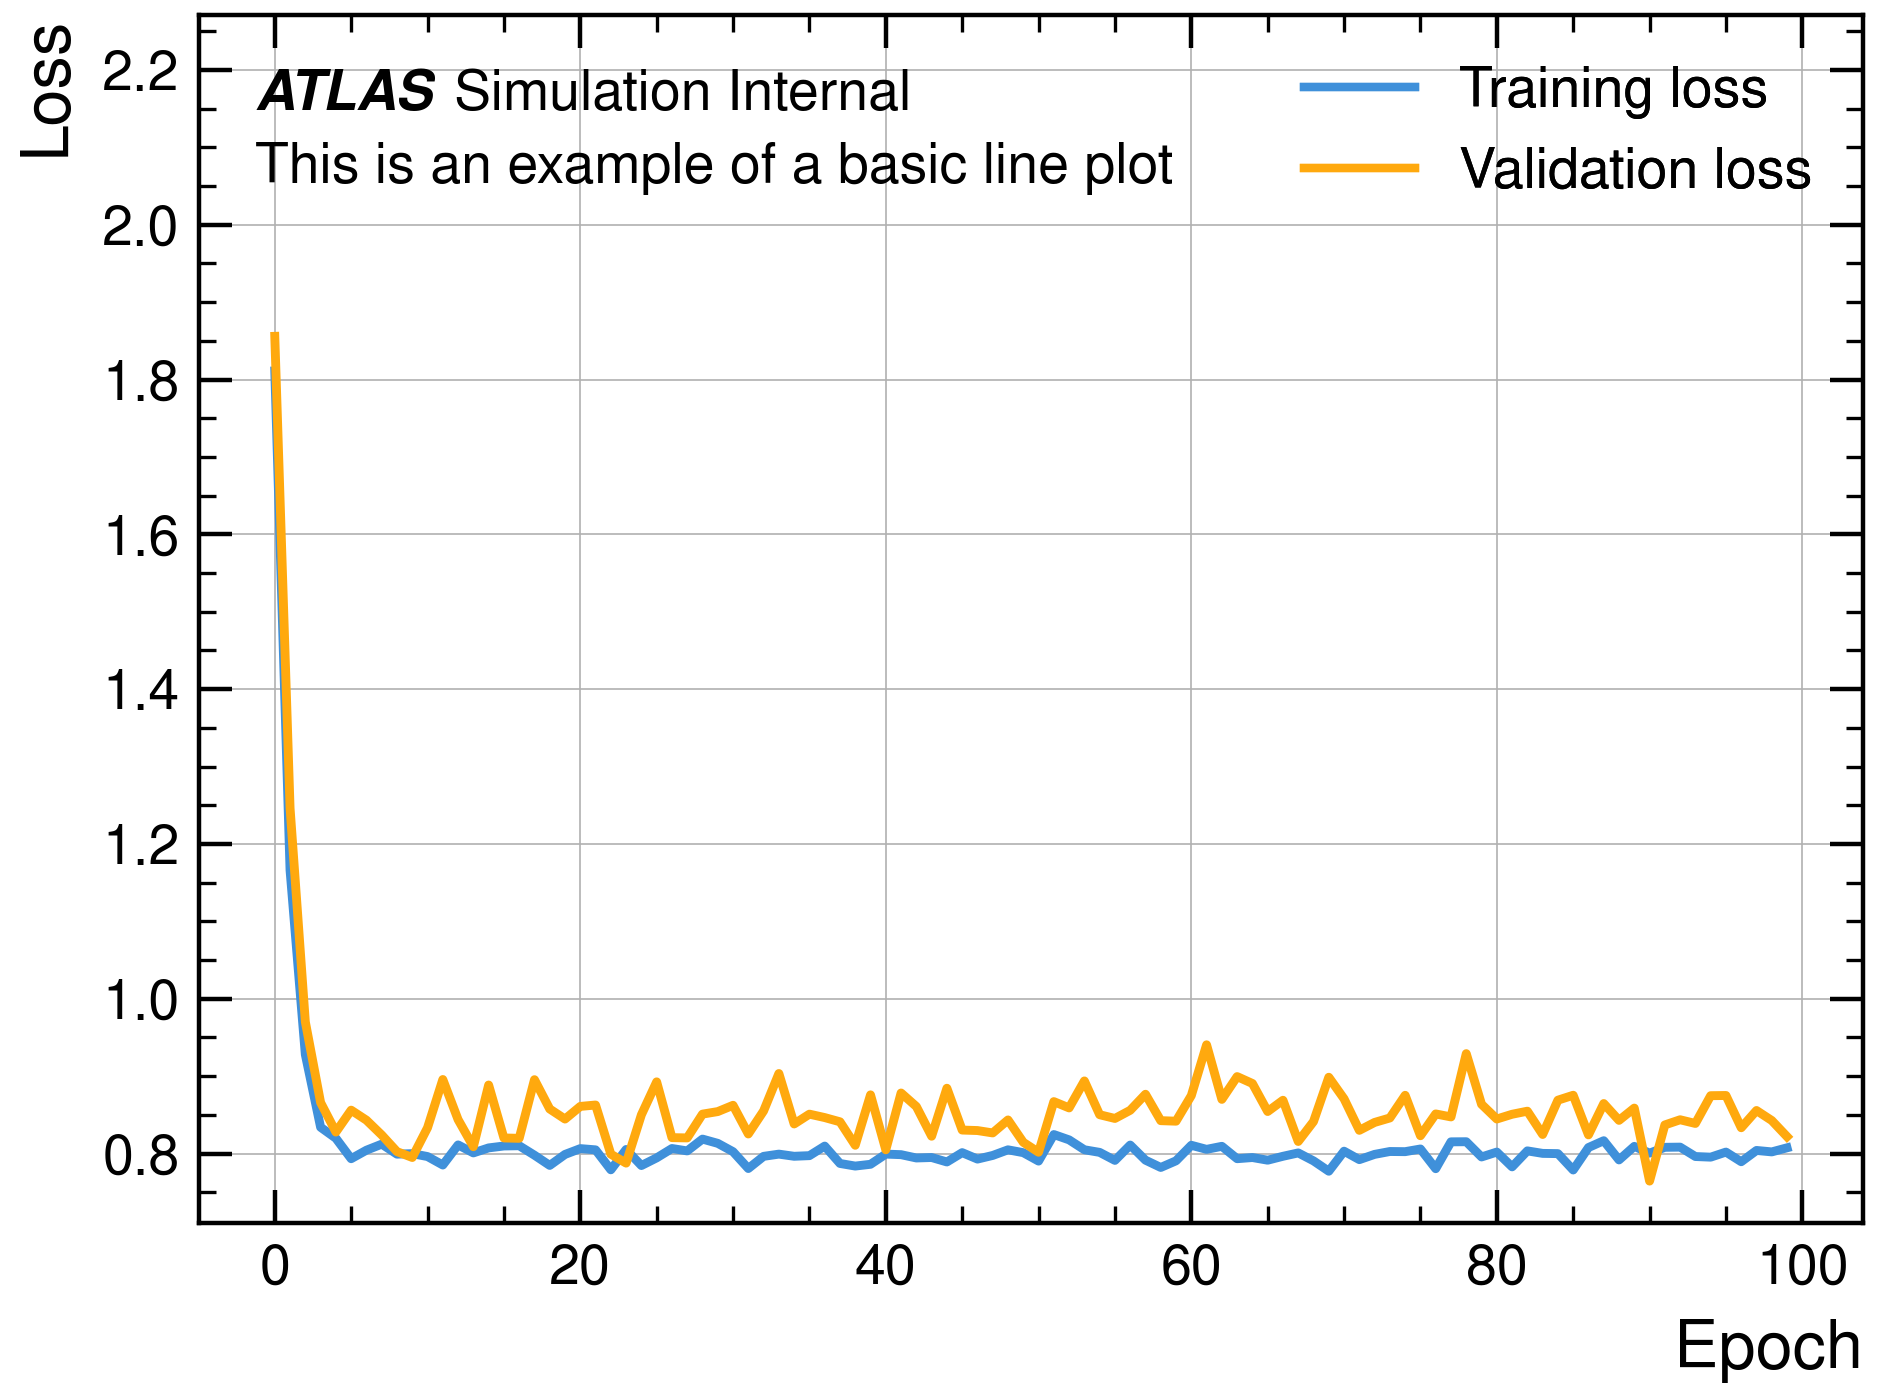 Loss
2.2
2.0
1.8
1.6
1.4
1.2
1.0
0.8
ATLAS Simulation Internal
This is an example of a basic line plot
Training loss
Validation loss
0 20 40 60 80 100
Epoch